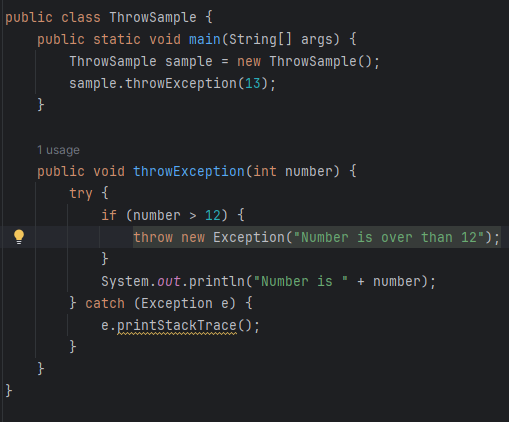 public class ThrowSample {
    public static void main(String[] args) {
        ThrowSample sample = new ThrowSample();
        sample.throwException(13);
    }
    1 usage
    public void throwException(int number) {
        try {
            if (number > 12) {
                throw new Exception("Number is over than 12");
            }
            System.out.println("Number is " + number);
        } catch (Exception e) {
            e.printStackTrace();
        }
    }
}